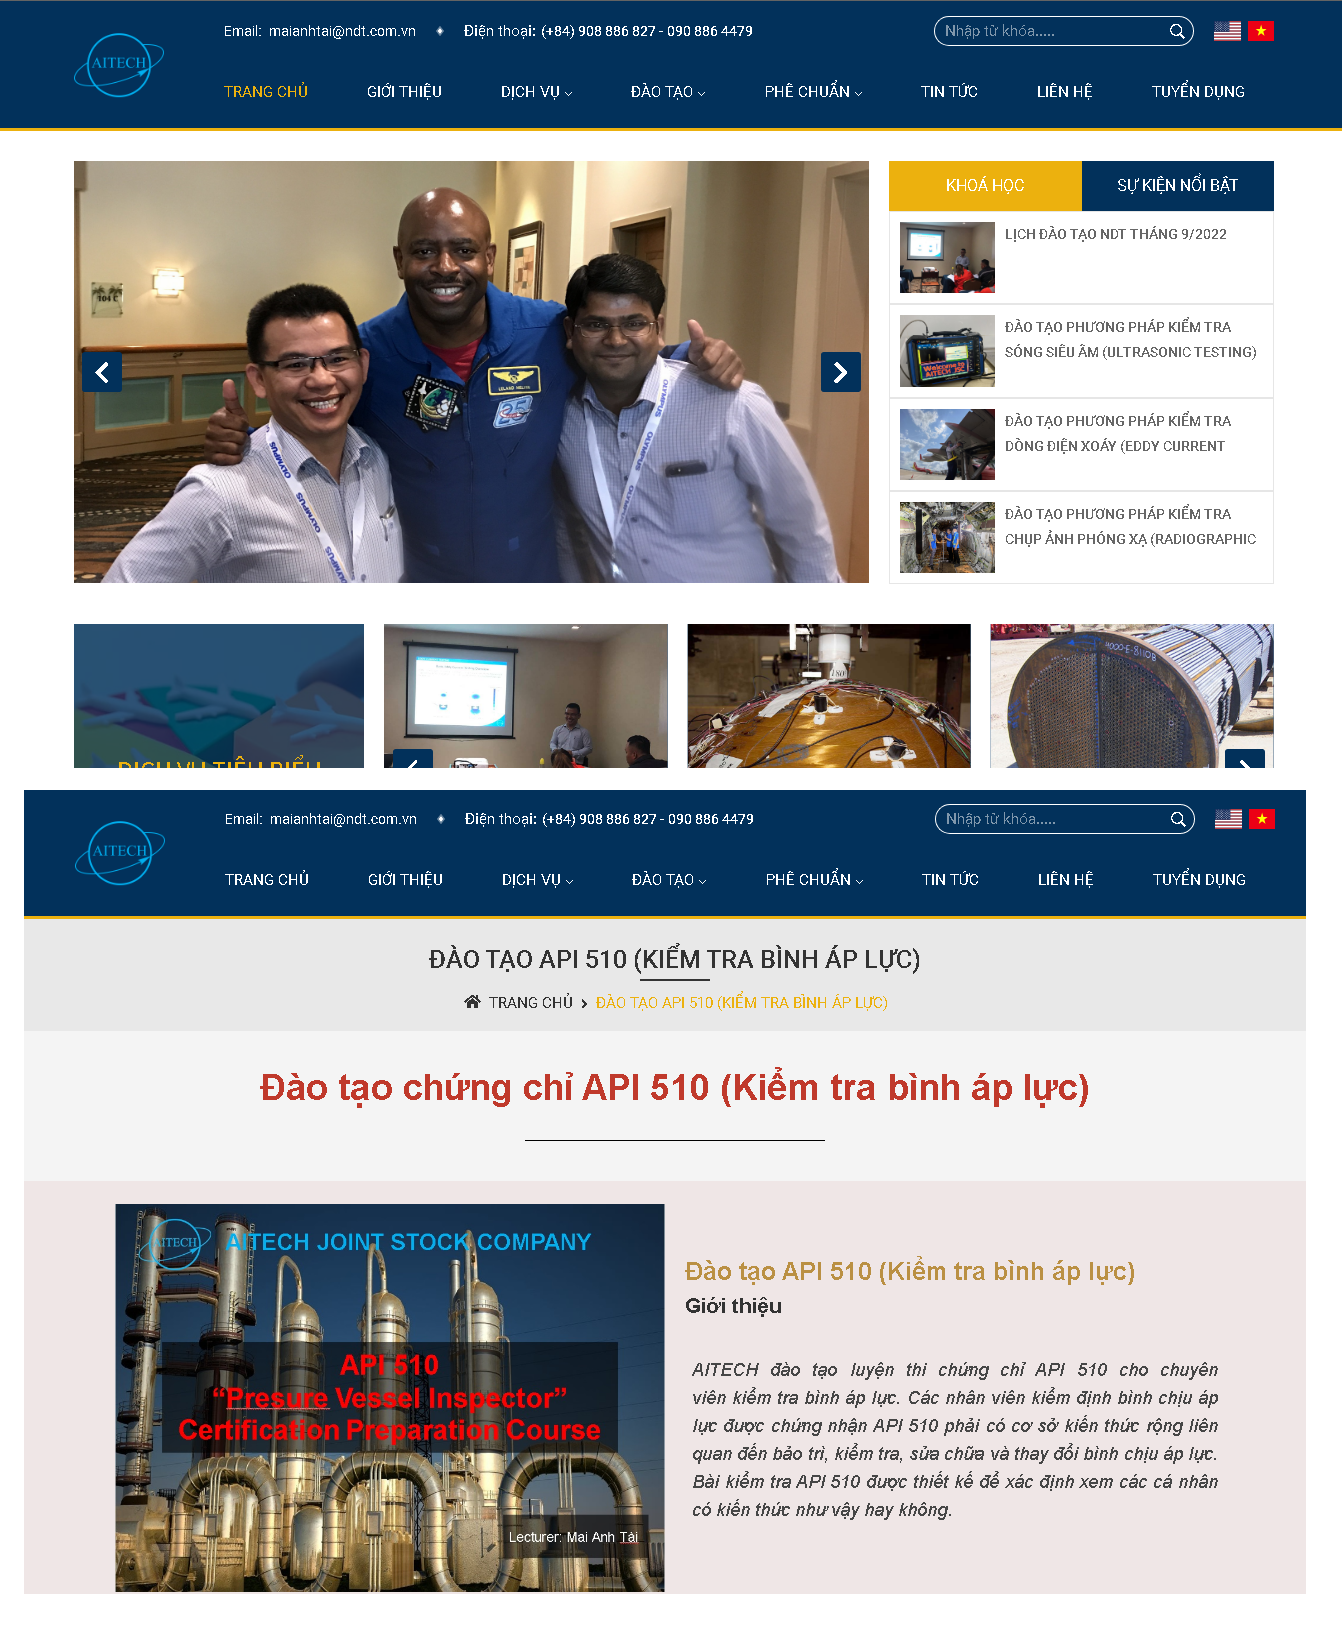 AITECH
Email: maianhtai@ndt.com.vn
Điện thoại: (+84) 908 886 827 - 090 886 4479
Nhập từ khóa.....
TRANG CHỦ
GIỚI THIỆU
DỊCH VỤ
ĐÀO TẠO
PHÊ CHUẨN
TIN TỨC
LIÊN HỆ
TUYỂN DỤNG
OLYMPUS
OLYMPUS
KHOÁ HỌC
SỰ KIỆN NỔI BẬT
LỊCH ĐÀO TẠO NDT THÁNG 9/2022
ĐÀO TẠO PHƯƠNG PHÁP KIỂM TRA
SÓNG SIÊU ÂM (ULTRASONIC TESTING)
ĐÀO TẠO PHƯƠNG PHÁP KIỂM TRA
DÒNG ĐIỆN XOÁY (EDDY CURRENT
ĐÀO TẠO PHƯƠNG PHÁP KIỂM TRA
CHỤP ẢNH PHÓNG XẠ (RADIOGRAPHIC
DỊCH VỤ TIÊU BIỂU
AITECH
Email: maianhtai@ndt.com.vn
Điện thoại: (+84) 908 886 827 - 090 886 4479
Nhập từ khóa.....
TRANG CHỦ
GIỚI THIỆU
DỊCH VỤ
ĐÀO TẠO
PHÊ CHUẨN
TIN TỨC
LIÊN HỆ
TUYỂN DỤNG
ĐÀO TẠO API 510 (KIỂM TRA BÌNH ÁP LỰC)
TRANG CHỦ
ĐÀO TẠO API 510 (KIỂM TRA BÌNH ÁP LỰC)
Đào tạo chứng chỉ API 510 (Kiểm tra bình áp lực)
AITECH
AITECH JOINT STOCK COMPANY
API 510
“Presure Vessel Inspector”
Certification Preparation Course
Lecturer: Mai Anh Tài
Đào tạo API 510 (Kiểm tra bình áp lực)
Giới thiệu
AITECH đào tạo luyện thi chứng chỉ API 510 cho chuyên
viên kiểm tra bình áp lực. Các nhân viên kiểm định bình chịu áp
lực được chứng nhận API 510 phải có cơ sở kiến thức rộng liên
quan đến bảo trì, kiểm tra, sửa chữa và thay đổi bình chịu áp lực.
Bài kiểm tra API 510 được thiết kế để xác định xem các cá nhân
có kiến thức như vậy hay không.